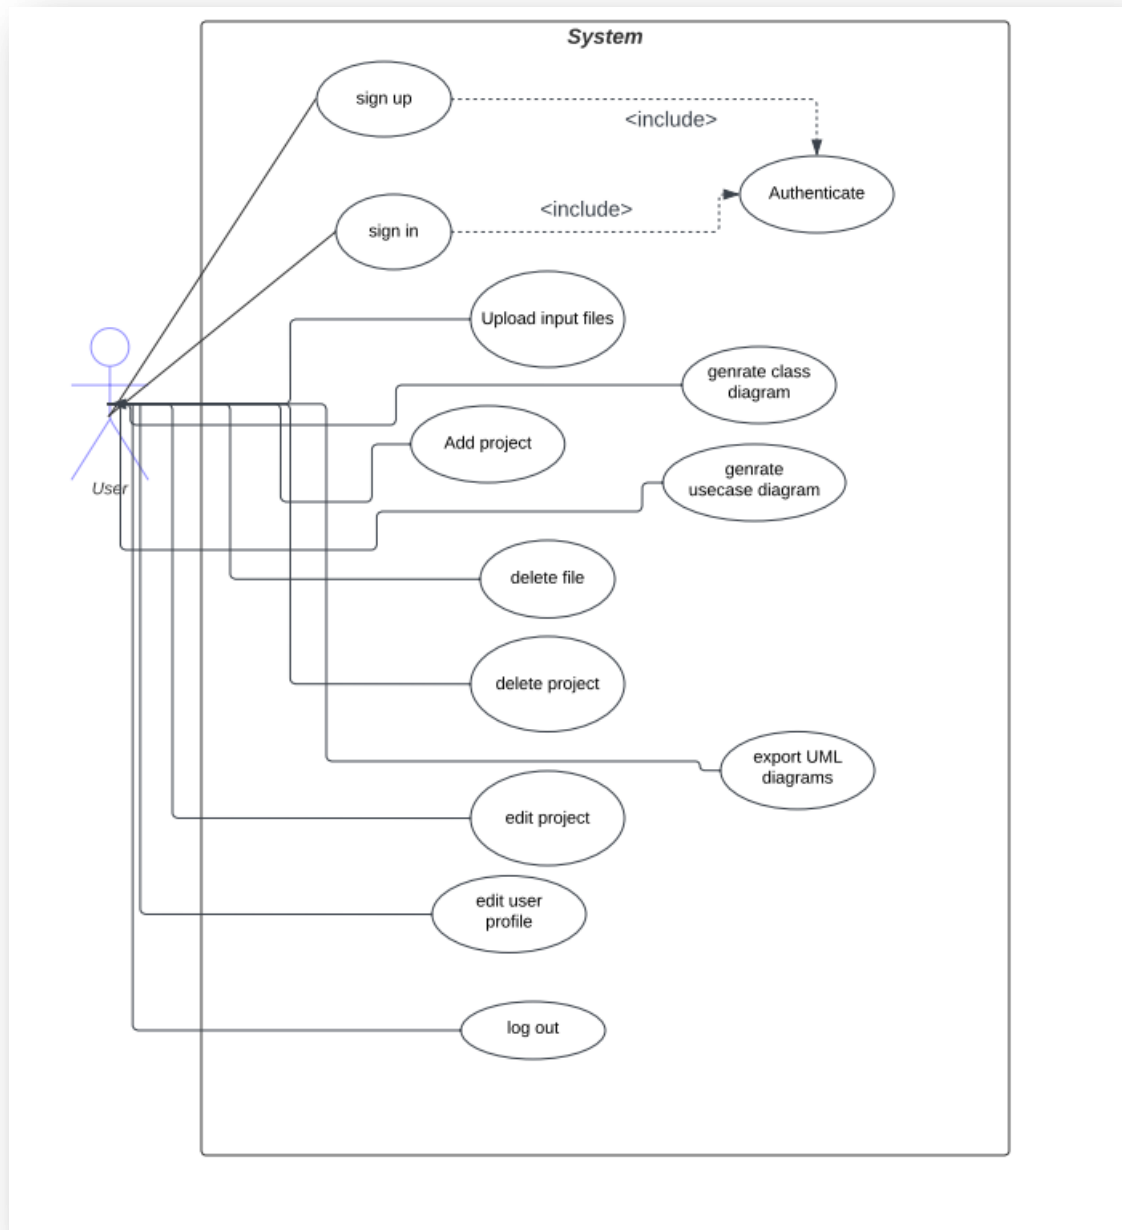 System
sign up
<include>
Authenticate
<include>
sign in
Upload input files
genrate class
diagram
Add project
genrate
usecase diagram
User
delete file
delete project
export UML
diagrams
edit project
edit user
profile
log out